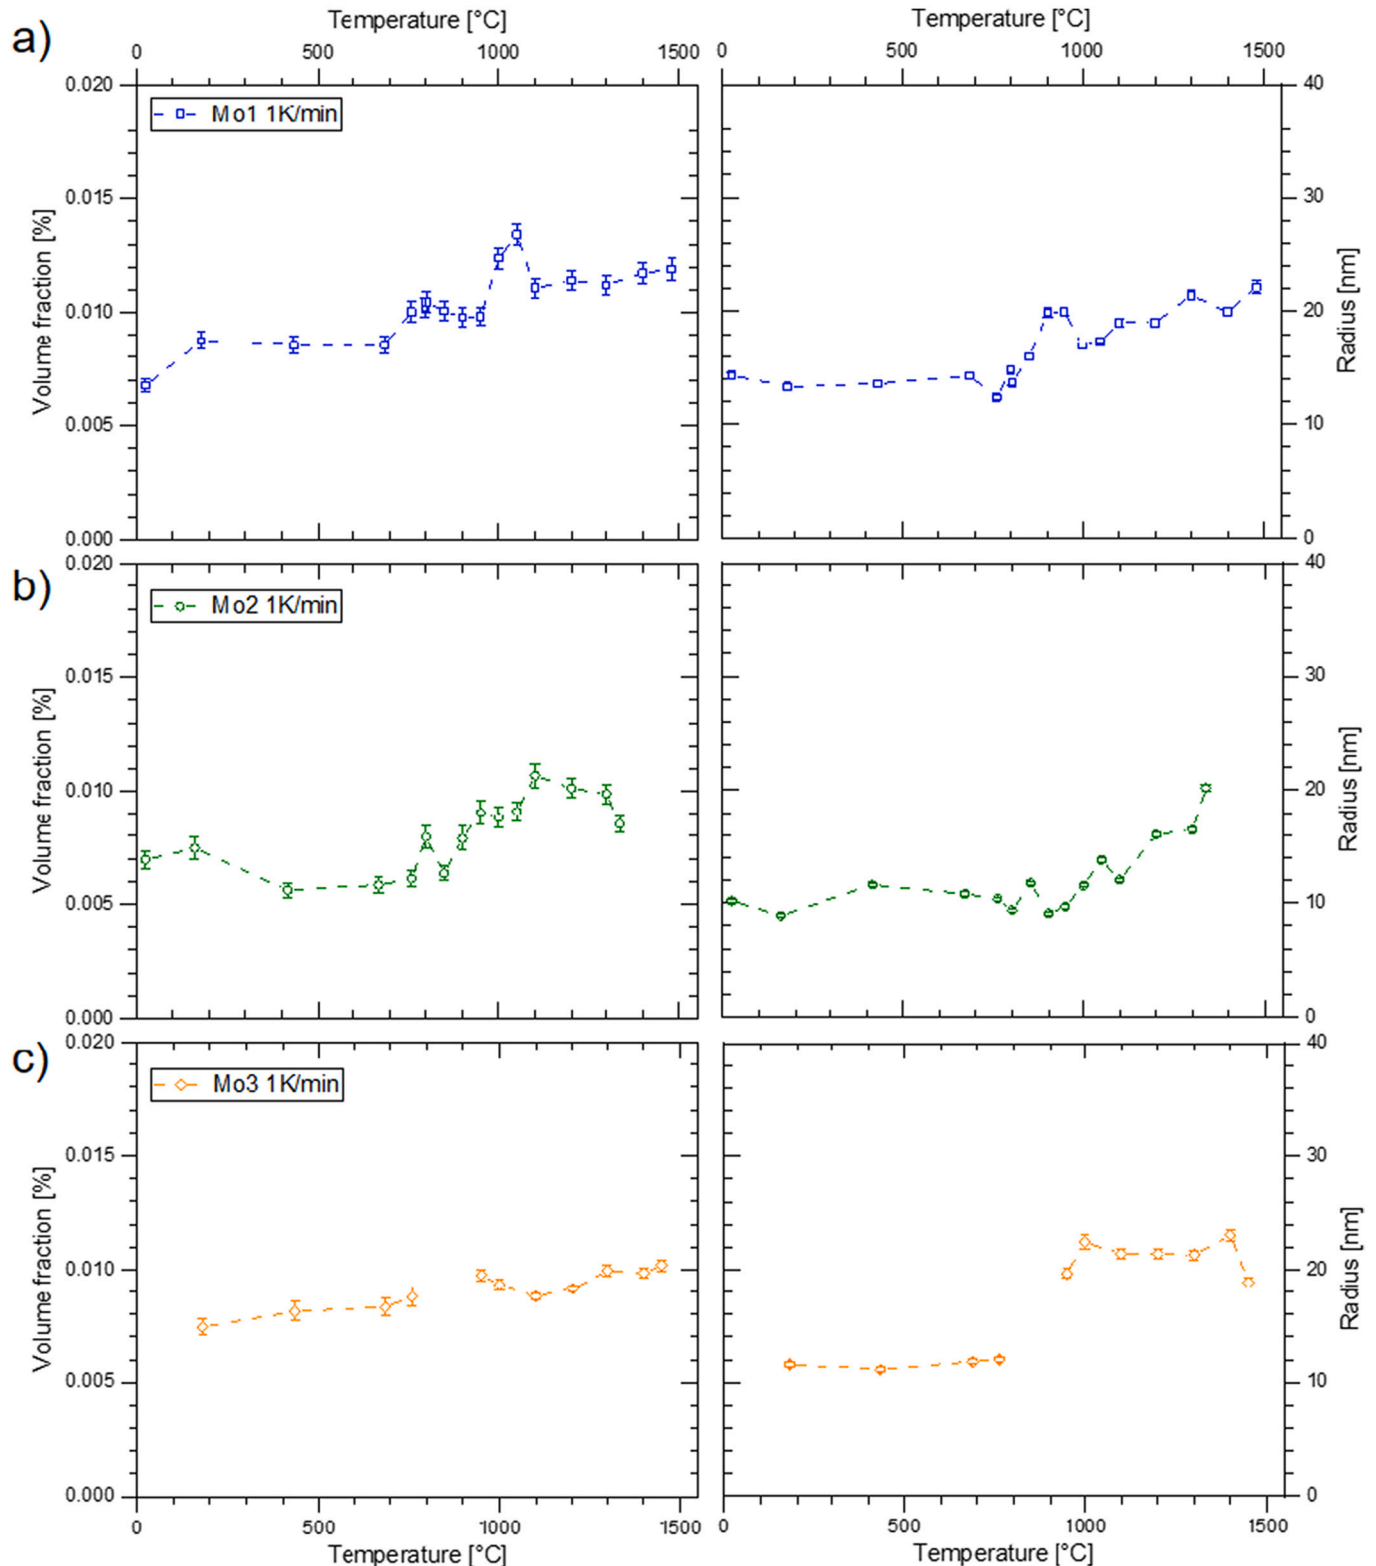 a)
Temperature [°C]
Temperature [°C]
0 500 1000 1500
0 500 1000 1500
0.020
0.015
0.010
0.005
0.000
Volume fraction [%]
Mo1 1K/min
40
30
20
10
0
Radius [nm]
b)
0.020
0.015
0.010
0.005
0.000
Volume fraction [%]
Mo2 1K/min
40
30
20
10
0
Radius [nm]
c)
0.020
0.015
0.010
0.005
0.000
Volume fraction [%]
Mo3 1K/min
40
30
20
10
0
Radius [nm]
0 500 1000 1500
0 500 1000 1500
Temperature [°C]
Temperature [°C]